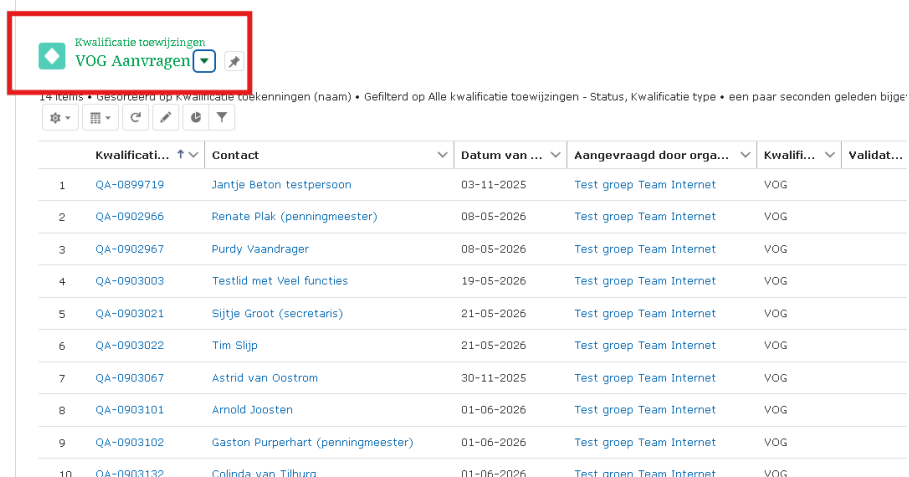 Kwalificatie toewijzingen
VOG Aanvragen
14 items • Gesorteerd op Kwalificatie toekenningen (naam) • Gefilterd op Alle kwalificatie toewijzingen - Status, Kwalificatie type • een paar seconden geleden bijge
Kwalificati... Contact Datum van ... Aangevraagd door orga... Kwalifi... Validat...
1 QA-0899719 Jantje Beton testpersoon 03-11-2025 Test groep Team Internet VOG
2 QA-0902966 Renate Plak (penningmeester) 08-05-2026 Test groep Team Internet VOG
3 QA-0902967 Purdy Vaandrager 08-05-2026 Test groep Team Internet VOG
4 QA-0903003 Testlid met Veel functies 19-05-2026 Test groep Team Internet VOG
5 QA-0903021 Sijtje Groot (secretaris) 21-05-2026 Test groep Team Internet VOG
6 QA-0903022 Tim Slijp 21-05-2026 Test groep Team Internet VOG
7 QA-0903067 Astrid van Oostrom 30-11-2025 Test groep Team Internet VOG
8 QA-0903101 Arnold Joosten 01-06-2026 Test groep Team Internet VOG
9 QA-0903102 Gaston Purperhart (penningmeester) 01-06-2026 Test groep Team Internet VOG
10 QA-0903132 Colinda van Tilburg 01-06-2026 Test groep Team Internet VOG